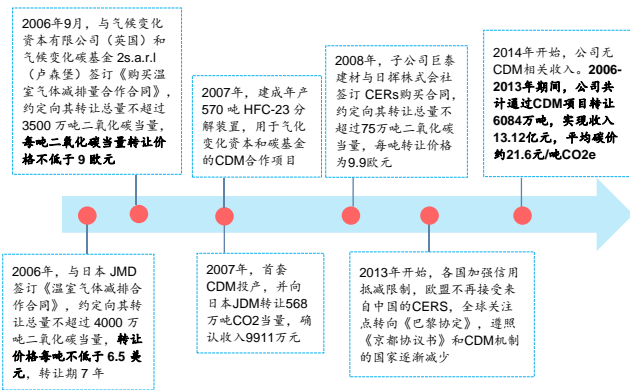 2006年9月，与气候变化
资本有限公司（英国）和
气候变化碳基金 2s.a.r.l
（卢森堡）签订《购买温
室气体减排量合作合同》，
约定向其转让总量不超过
3500 万吨二氧化碳当量，
每吨二氧化碳当量转让价
格不低于 9 欧元
2007年，建成年产
570 吨 HFC-23 分
解装置，用于气化
变化资本和碳基金
的CDM合作项目
2008年，子公司巨泰
建材与日挥株式会社
签订 CERs购买合同，
约定向其转让总量不
超过75万吨二氧化碳
当量，每吨转让价格
为9.9欧元
2014年开始，公司无
CDM相关收入。2006-
2013年期间，公司共
计通过CDM项目转让
6084万吨，实现收入
13.12亿元，平均碳价
约21.6元/吨CO2e
2006年，与日本 JMD
签订《温室气体减排合
作合同》，约定向其转
让总量不超过 4000 万
吨二氧化碳当量，转让
价格每吨不低于 6.5 美
元，转让期 7 年
2007年，首套
CDM投产，并向
日本JDM转让568
万吨CO2当量，确
认收入9911万元
2013年开始，各国加强信用
抵减限制，欧盟不再接受来
自中国的CERS，全球关注
点转向《巴黎协定》，遵照
《京都协议书》和CDM机制
的国家逐渐减少